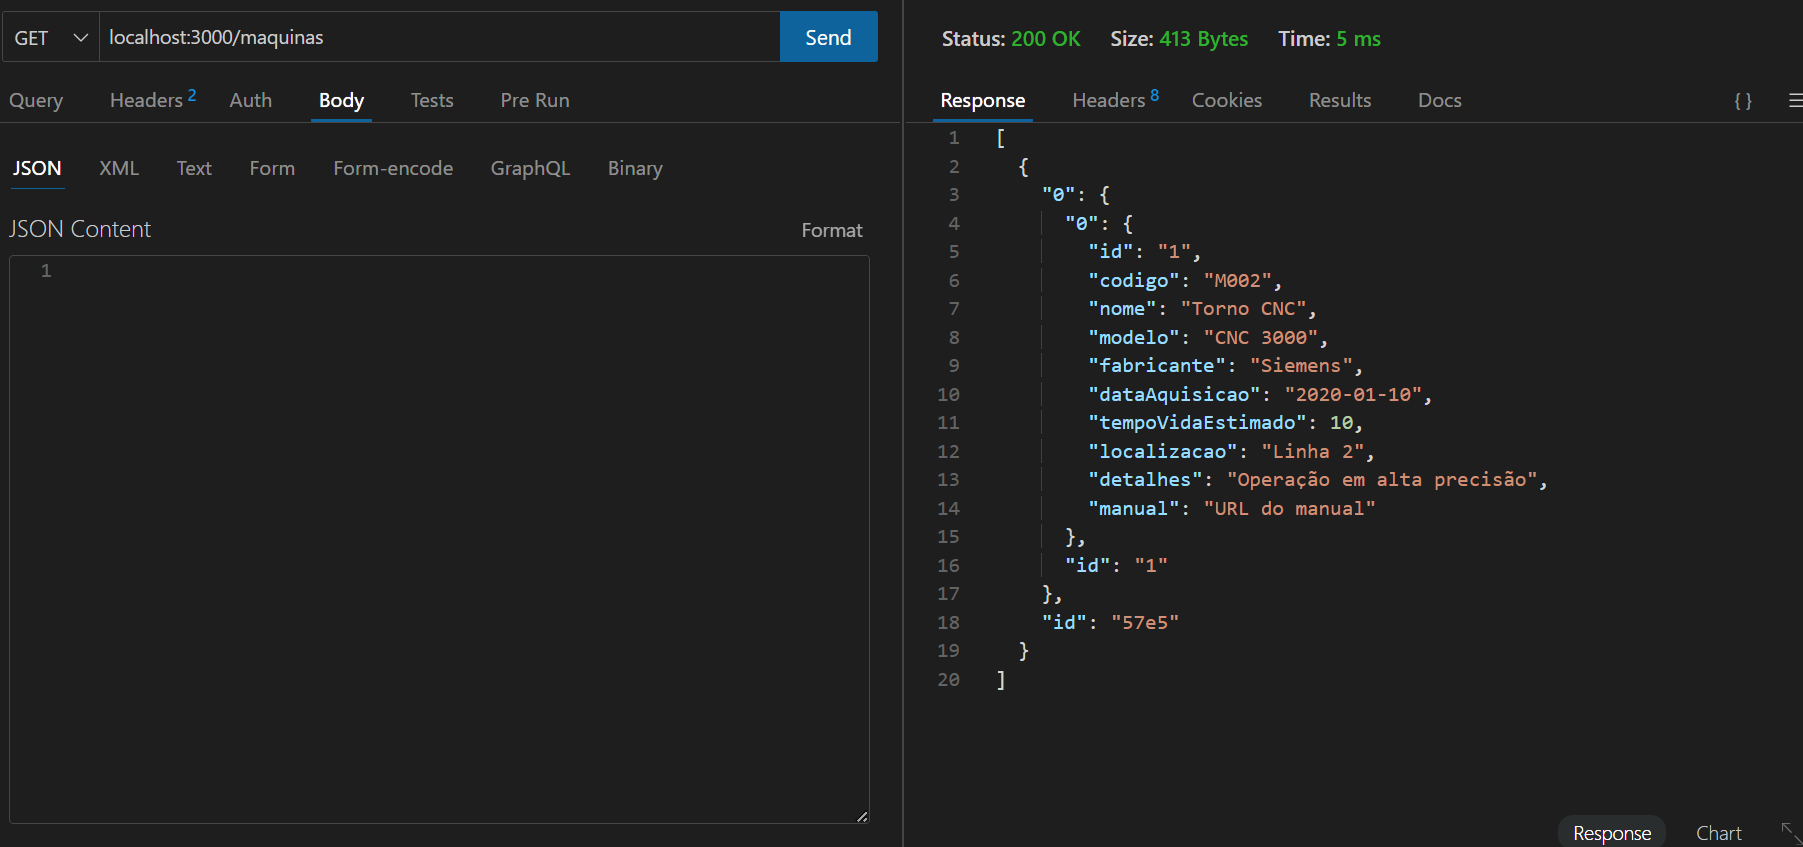 GET localhost:3000/maquinas Send
Query Headers 2 Auth Body Tests Pre Run
JSON XML Text Form Form-encode GraphQL Binary
JSON Content Format
1
Status: 200 OK Size: 413 Bytes Time: 5 ms
Response Headers 8 Cookies Results Docs { }
1 [
2 {
3 "0": {
4 "0": {
5 "id": "1",
6 "codigo": "M002",
7 "nome": "Torno CNC",
8 "modelo": "CNC 3000",
9 "fabricante": "Siemens",
10 "dataAquisicao": "2020-01-10",
11 "tempoVidaEstimado": 10,
12 "localizacao": "Linha 2",
13 "detalhes": "Operação em alta precisão",
14 "manual": "URL do manual"
15 },
16 "id": "1"
17 },
18 "id": "57e5"
19 }
20 ]
Response Chart